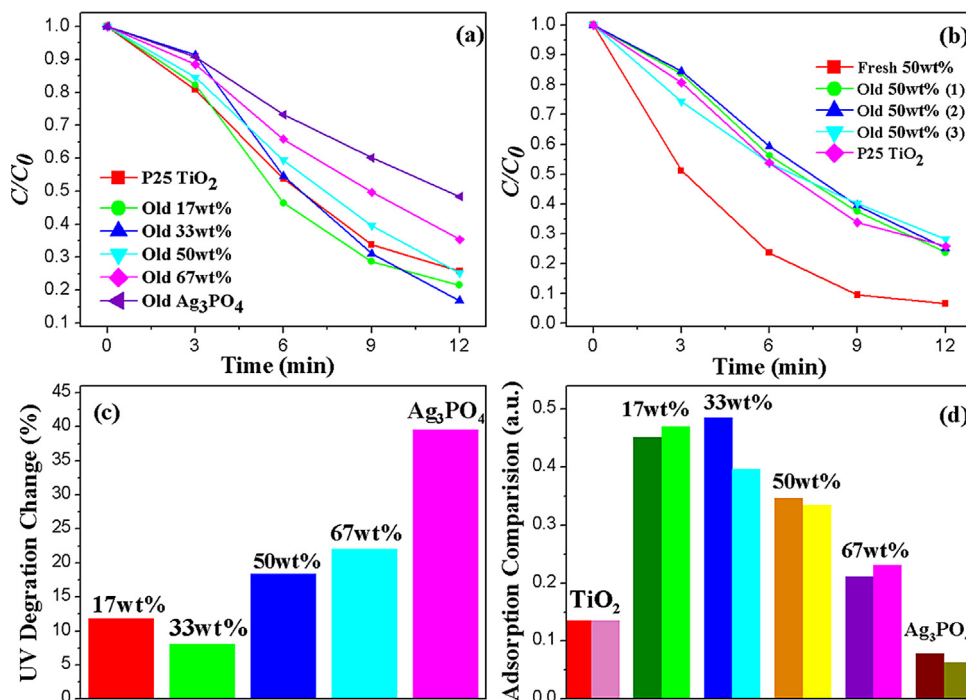 (a)
1.0
0.9
0.8
0.7
0.6
0.5
0.4
0.3
0.2
0.1
C/C0
P25 TiO2
Old 17wt%
Old 33wt%
Old 50wt%
Old 67wt%
Old Ag3PO4
0 3 6 9 12
Time (min)
(b)
1.0
0.9
0.8
0.7
0.6
0.5
0.4
0.3
0.2
0.1
0.0
C/C0
Fresh 50wt%
Old 50wt% (1)
Old 50wt% (2)
Old 50wt% (3)
P25 TiO2
0 3 6 9 12
Time (min)
(c)
45
40
35
30
25
20
15
10
5
0
UV Degration Change (%)
17wt%
33wt%
50wt%
67wt%
Ag3PO4
(d)
0.5
0.4
0.3
0.2
0.1
0.0
Adsorption Comparision (a.u.)
TiO2
17wt%
33wt%
50wt%
67wt%
Ag3PO4